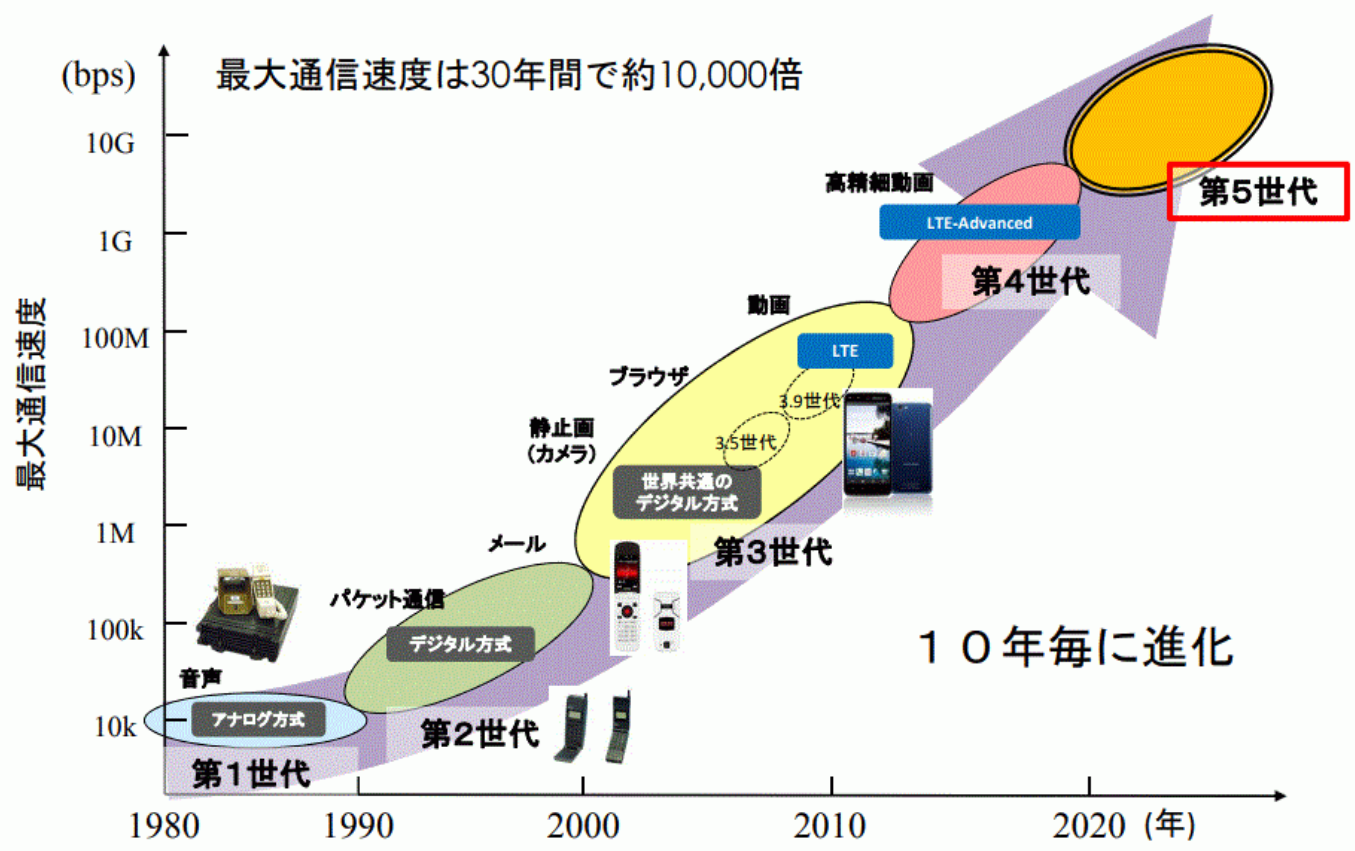 (bps)
最大通信速度は30年間で約10,000倍
10G
高精細動画
第5世代
LTE-Advanced
1G
第4世代
動画
100M
LTE
ブラウザ
3.9世代
静止画
(カメラ)
10M
3.5世代
世界共通の
デジタル方式
最大通信速度
1M
メール
第3世代
パケット通信
100k
デジタル方式
10年毎に進化
音声
10k
アナログ方式
第2世代
第1世代
1980
1990
2000
2010
2020 (年)